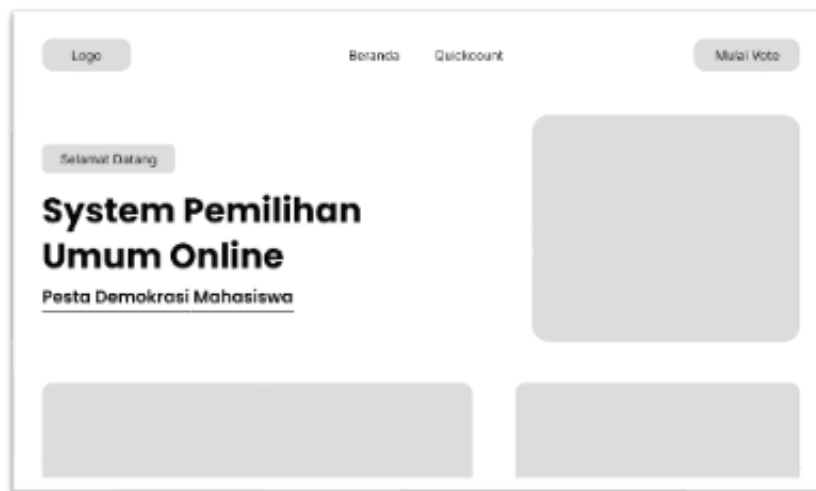 Logo
Beranda
Quickcount
Mulai Vote
Selamat Datang
System Pemilihan
Umum Online
Pesta Demokrasi Mahasiswa